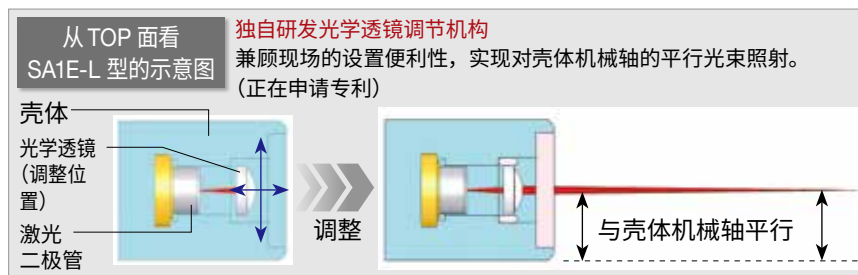 从 TOP 面看
SA1E-L 型的示意图
独自研发光学透镜调节机构
兼顾现场的设置便利性，实现对壳体机械轴的平行光束照射。
（正在申请专利）
壳体
光学透镜
（调整位
置）
激光
二极管
调整
与壳体机械轴平行